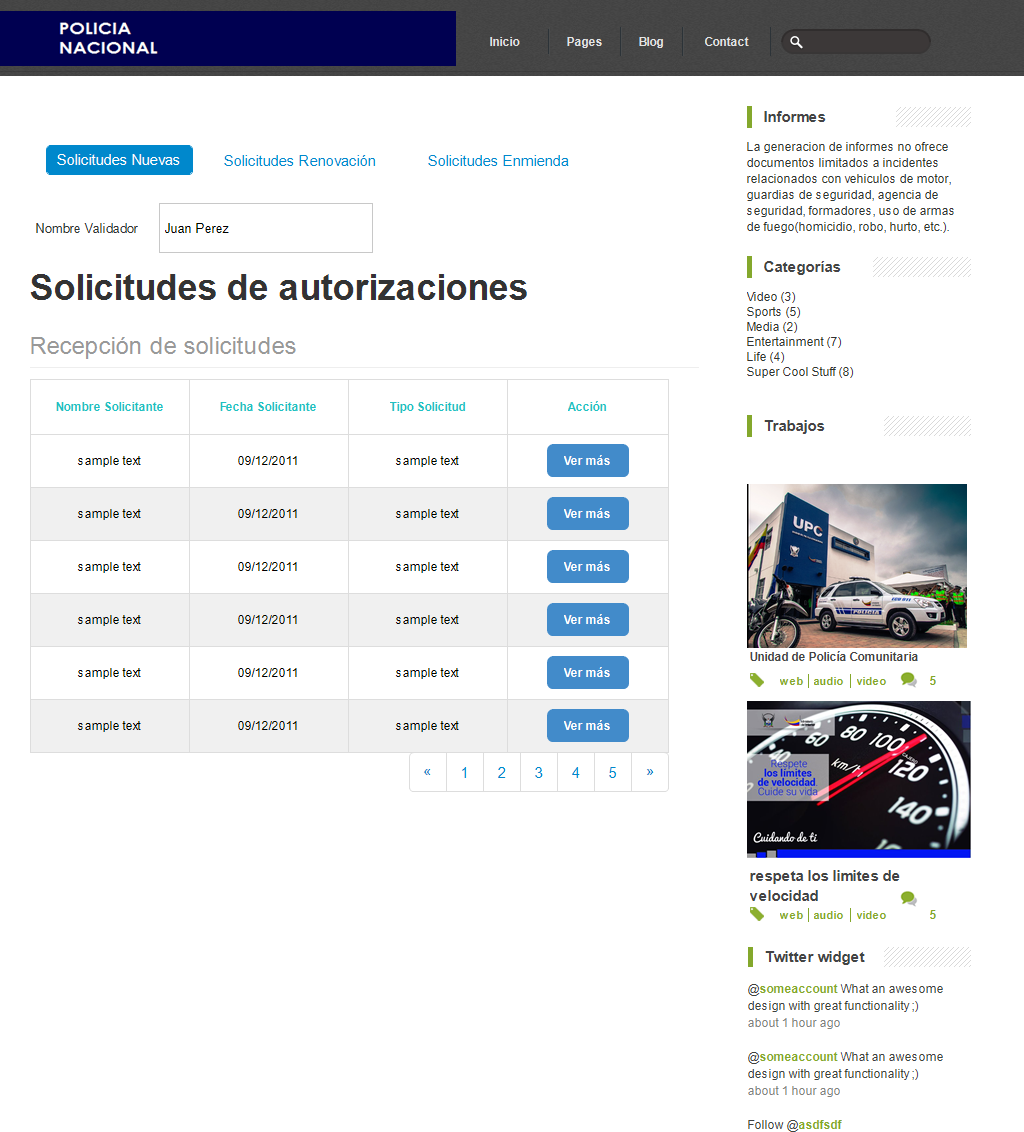 POLICIA
NACIONAL
Inicio
Pages
Blog
Contact
Solicitudes Nuevas
Solicitudes Renovación
Solicitudes Enmienda
Nombre Validador
Juan Perez
Solicitudes de autorizaciones
Recepción de solicitudes
Nombre Solicitante Fecha Solicitante Tipo Solicitud Acción
sample text 09/12/2011 sample text Ver más
sample text 09/12/2011 sample text Ver más
sample text 09/12/2011 sample text Ver más
sample text 09/12/2011 sample text Ver más
sample text 09/12/2011 sample text Ver más
sample text 09/12/2011 sample text Ver más
« 1 2 3 4 5 »
Informes
La generacion de informes no ofrece
documentos limitados a incidentes
relacionados con vehiculos de motor,
guardias de seguridad, agencia de
seguridad, formadores, uso de armas
de fuego(homicidio, robo, hurto, etc.).
Categorías
Video (3)
Sports (5)
Media (2)
Entertainment (7)
Life (4)
Super Cool Stuff (8)
Trabajos
UPC
POLICIA
Unidad de Policía Comunitaria
web | audio | video 5
60 80 100 120 140
km/h
Respete
los límites
de velocidad.
Cuide su vida
Cuidando de ti
respeta los limites de
velocidad
web | audio | video 5
Twitter widget
@someaccount What an awesome
design with great functionality ;)
about 1 hour ago
@someaccount What an awesome
design with great functionality ;)
about 1 hour ago
Follow @asdfsdf